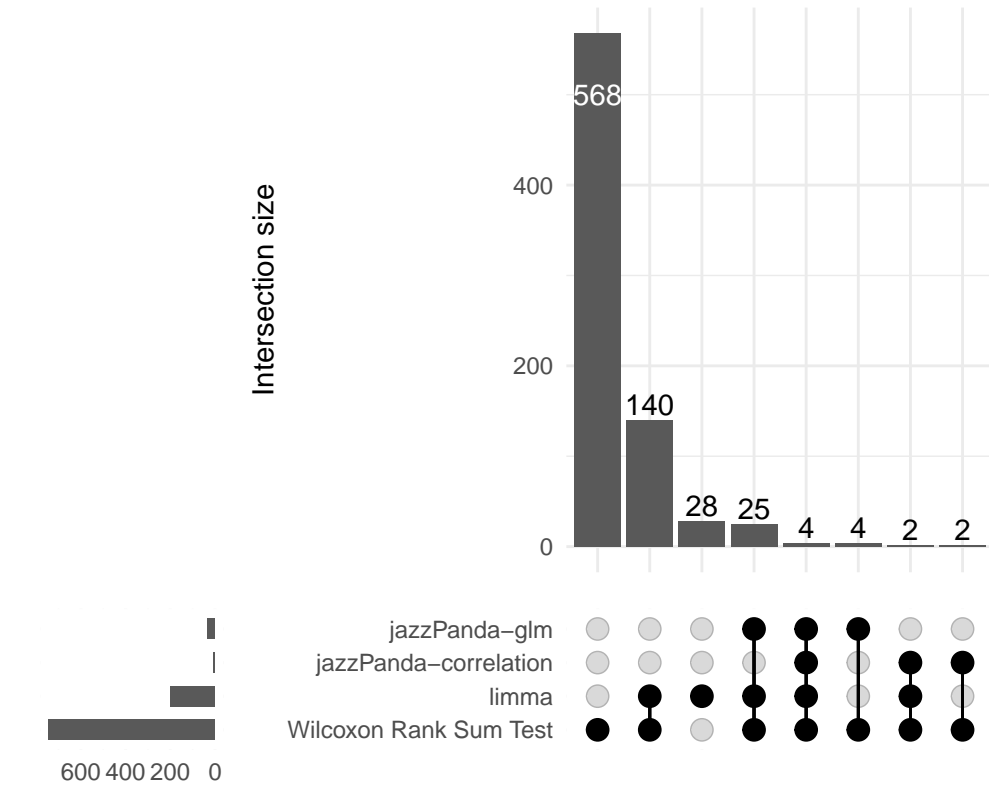 568
400
Intersection size
200
140
28
25
4
4
2
2
0
jazzPanda−glm
jazzPanda−correlation
limma
Wilcoxon Rank Sum Test
600 400 200 0